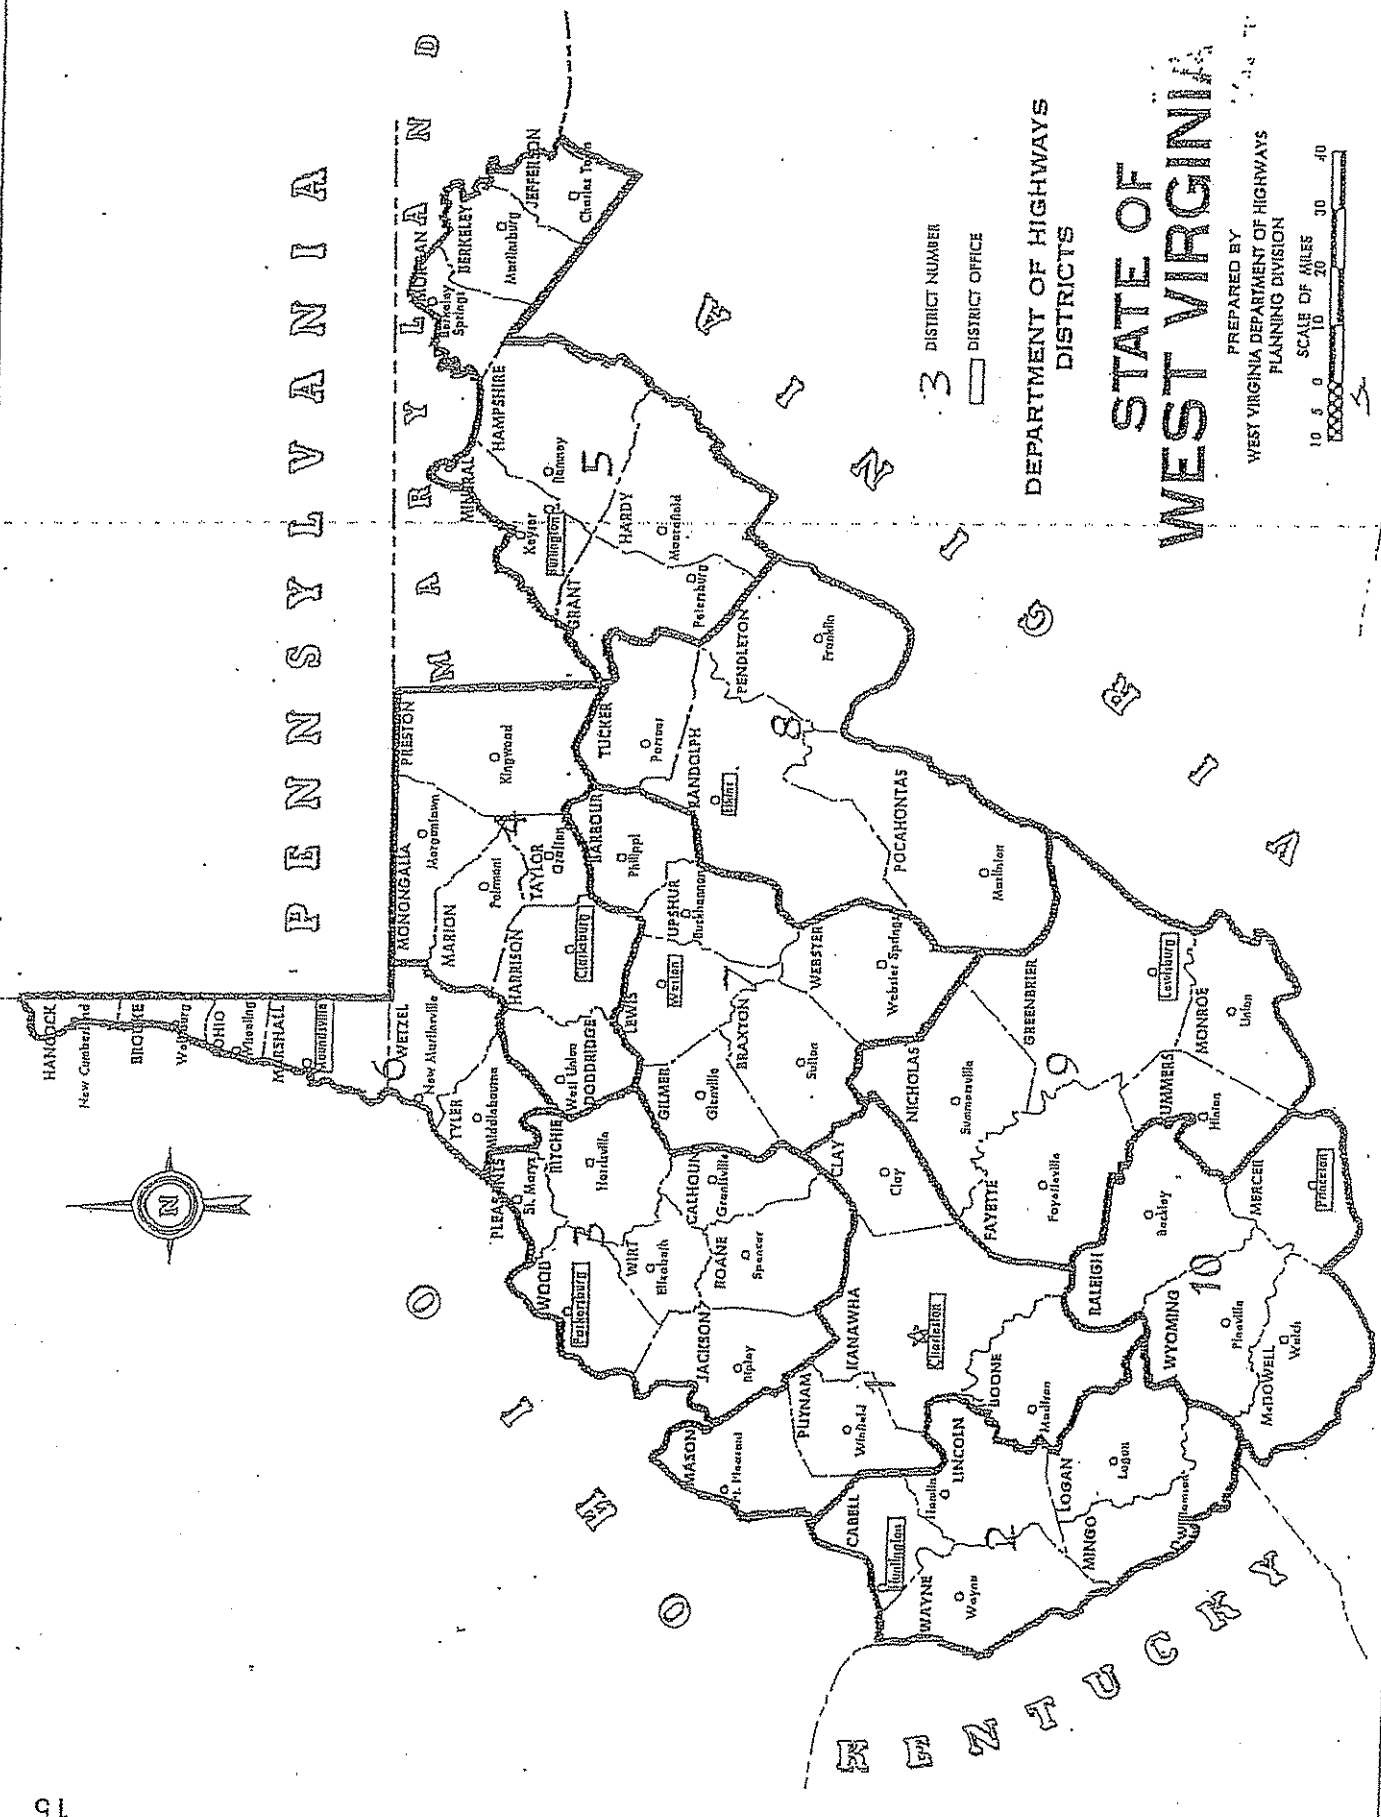 15
PENNSYLVANIA
MARYLAND
OHIO
KENTUCKY
VIRGINIA
N
HANCOCK
New Cumberland
BROOKE
Wellsburg
OHIO
Wheeling
MARSHALL
Moundsville
6
WETZEL
New Martinsville
TYLER
Middlebourne
MONONGALIA
Morgantown
MARION
Fairmont
PRESTON
Kingwood
4
TAYLOR
Grafton
HARRISON
Clarksburg
DODDRIDGE
West Union
PLEASANTS
St. Marys
RITCHIE
Harrisville
WOOD
Parkersburg
3
WIRT
Elizabeth
CALHOUN
Grantsville
ROANE
Spencer
JACKSON
Ripley
MASON
Pt. Pleasant
PUTNAM
Winfield
1
KANAWHA
Charleston
CLAY
Clay
BOONE
Madison
CABELL
Huntington
WAYNE
Wayne
2
LINCOLN
Hamlin
LOGAN
Logan
MINGO
Williamson
GILMER
Glenville
LEWIS
Weston
UPSHUR
Buckhannon
BARBOUR
Philippi
7
BRAXTON
Sutton
WEBSTER
Webster Springs
TUCKER
Parsons
RANDOLPH
Elkins
8
PENDLETON
Franklin
POCAHONTAS
Marlinton
NICHOLAS
Summersville
GREENBRIER
Lewisburg
9
FAYETTE
Fayetteville
SUMMERS
Hinton
MONROE
Union
RALEIGH
Beckley
10
WYOMING
Pineville
McDOWELL
Welch
MERCER
Princeton
GRANT
Petersburg
MINERAL
Keyser
Burlington
HAMPSHIRE
Romney
5
HARDY
Moorefield
MORGAN
Berkeley
Springs
BERKELEY
Martinsburg
JEFFERSON
Charles Town
3 DISTRICT NUMBER
DISTRICT OFFICE
DEPARTMENT OF HIGHWAYS
DISTRICTS
STATE OF
WEST VIRGINIA
PREPARED BY
WEST VIRGINIA DEPARTMENT OF HIGHWAYS
PLANNING DIVISION
SCALE OF MILES
10 5 0 10 20 30 40